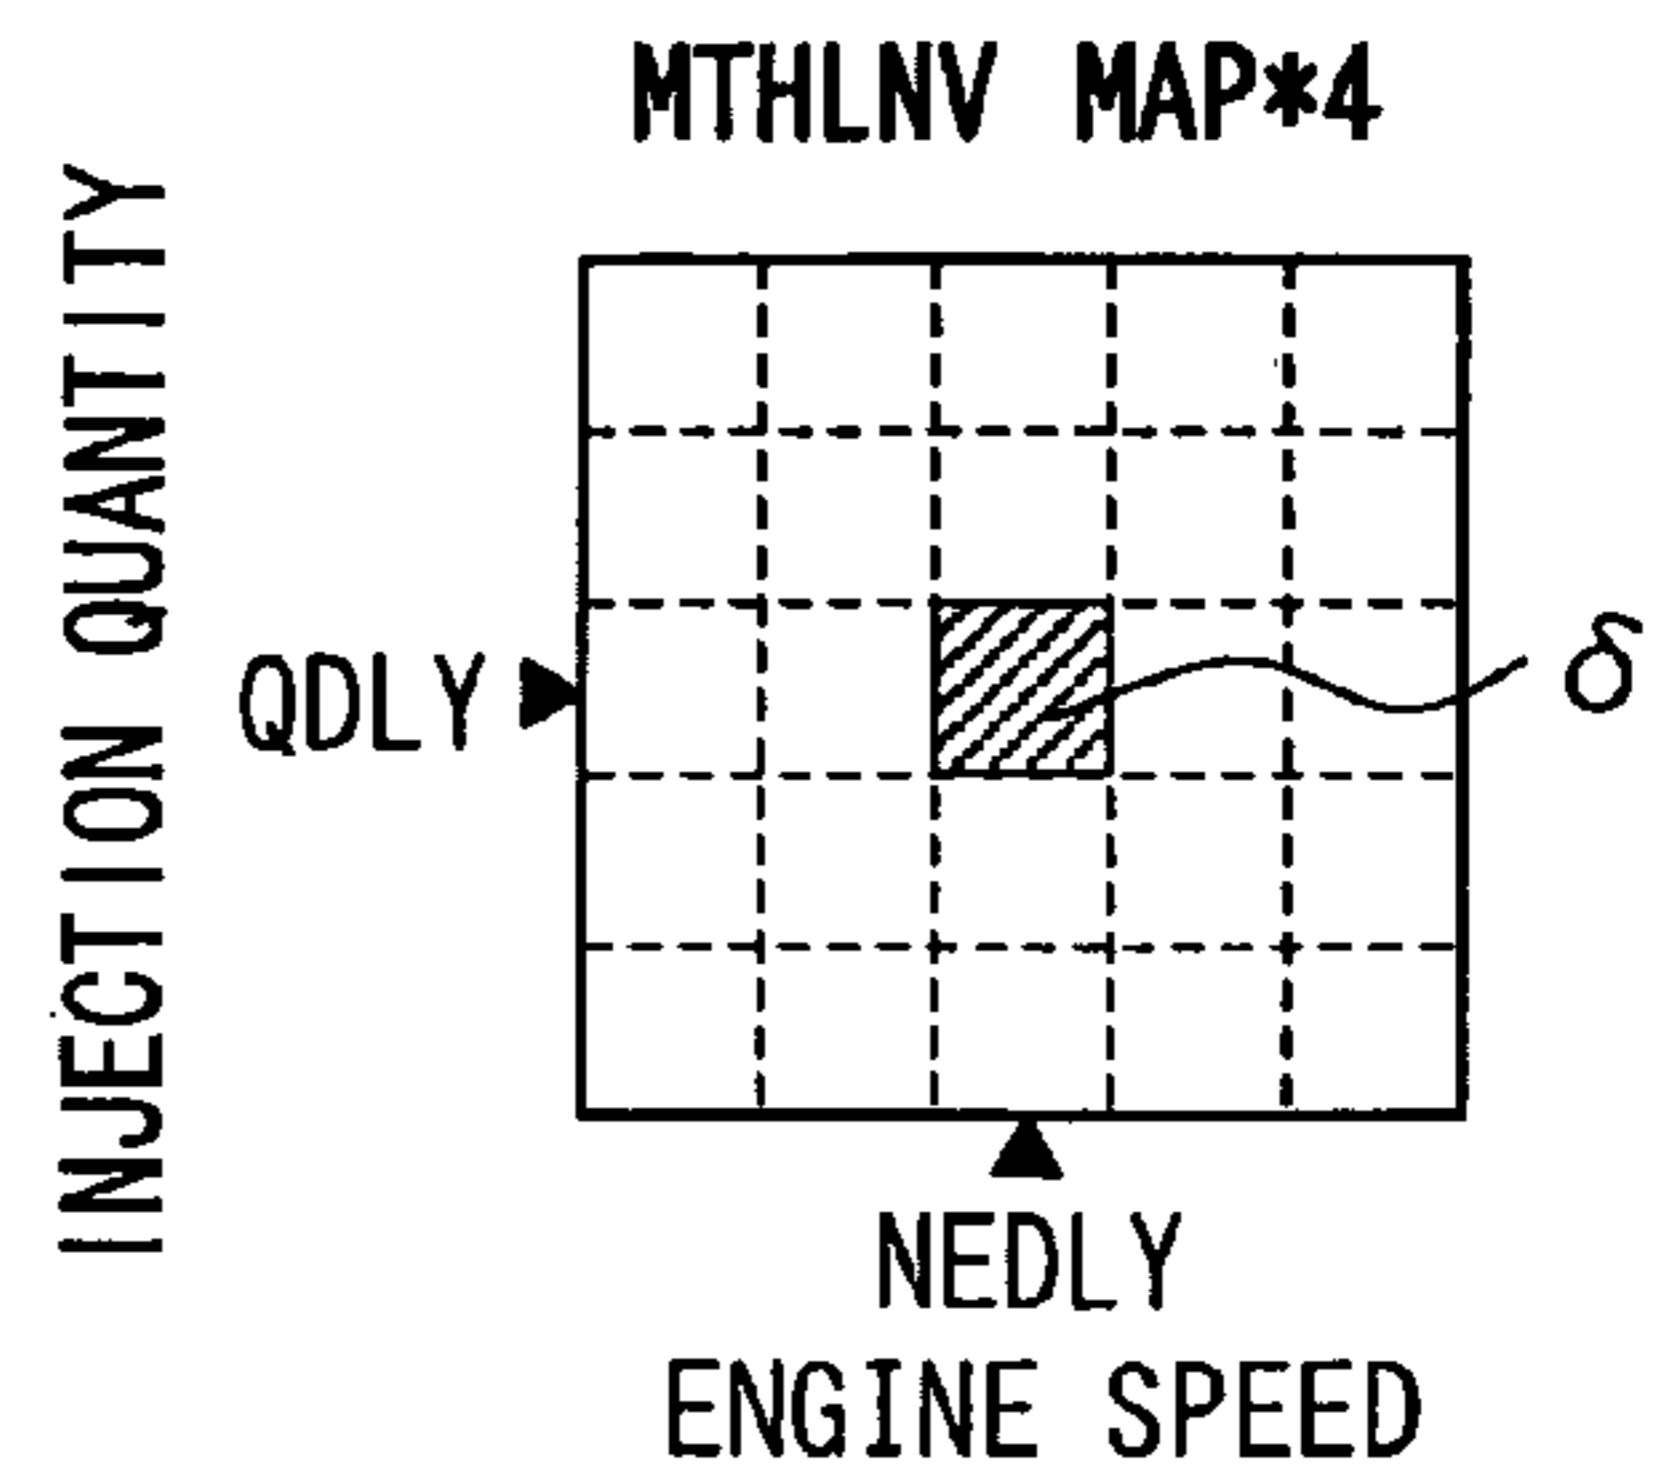 MTHLNV MAP*4
INJECTION QUANTITY
QDLY
δ
NEDLY
ENGINE SPEED